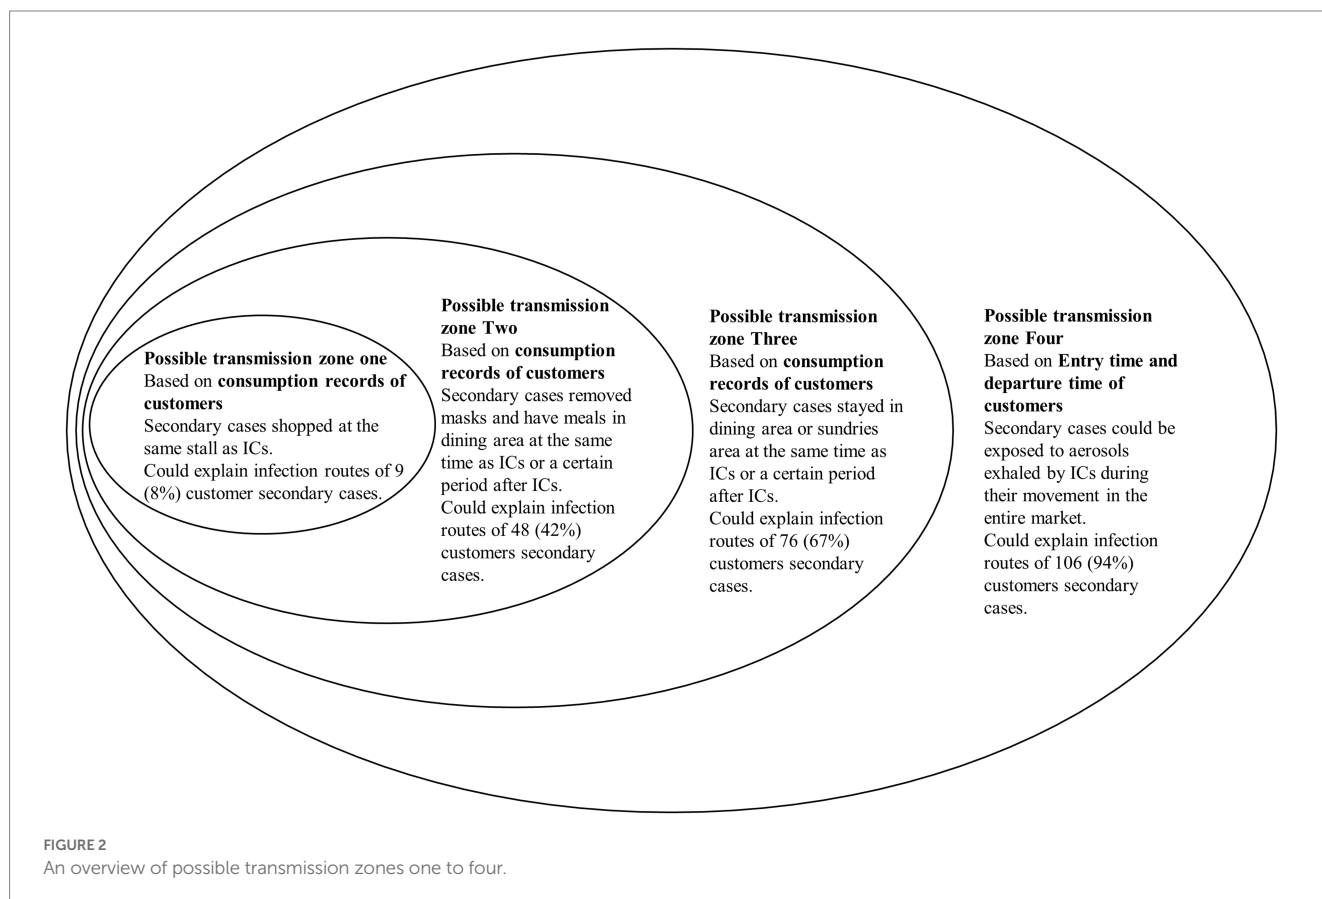 Possible transmission zone one
Based on consumption records of
customers
Secondary cases shopped at the
same stall as ICs.
Could explain infection routes of 9
(8%) customer secondary cases.
Possible transmission
zone Two
Based on consumption
records of customers
Secondary cases removed
masks and have meals in
dining area at the same
time as ICs or a certain
period after ICs.
Could explain infection
routes of 48 (42%)
customers secondary
cases.
Possible transmission
zone Three
Based on consumption
records of customers
Secondary cases stayed in
dining area or sundries
area at the same time as
ICs or a certain period
after ICs.
Could explain infection
routes of 76 (67%)
customers secondary
cases.
Possible transmission
zone Four
Based on Entry time and
departure time of
customers
Secondary cases could be
exposed to aerosols
exhaled by ICs during
their movement in the
entire market.
Could explain infection
routes of 106 (94%)
customers secondary
cases.
FIGURE 2
An overview of possible transmission zones one to four.